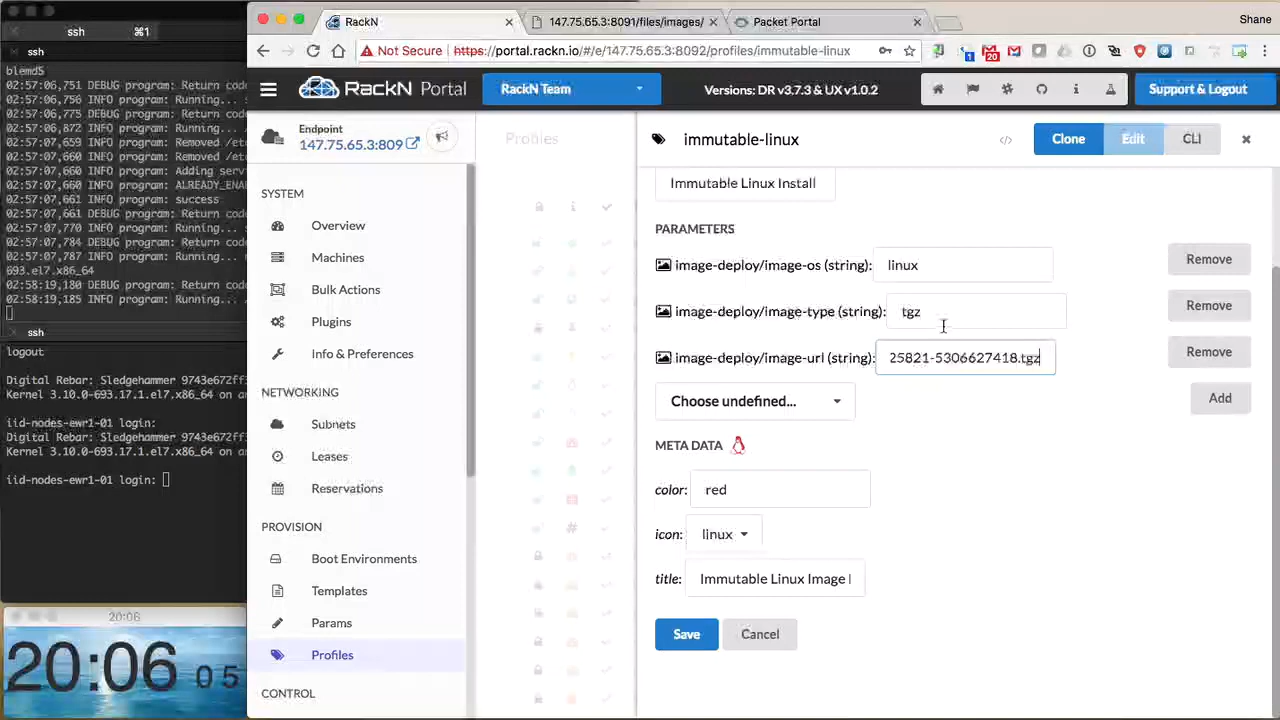 ssh ⌘1
ssh
blemd5
02:57:06,751 DEBUG program: Return code
02:57:06,756 INFO program: Running... s
02:57:06,775 DEBUG program: Return code
02:57:06,872 INFO program: Running... /
02:57:07,659 INFO program: Removed /etc
02:57:07,659 DEBUG program: Return code
02:57:07,660 INFO program: Adding servi
02:57:07,660 INFO program: ALREADY_ENAB
02:57:07,661 INFO program: success
02:57:07,661 DEBUG program: Return code
02:57:07,770 INFO program: Running... s
02:57:07,784 DEBUG program: Return code
02:57:07,787 INFO program: Running... s
693.el7.x86_64
02:58:19,180 DEBUG program: Return code
02:58:19,185 INFO program: Running... s
ssh
logout
Digital Rebar: Sledgehammer 9743e672ff3
Kernel 3.10.0-693.17.1.el7.x86_64 on an
iid-nodes-ewr1-01 login:
Digital Rebar: Sledgehammer 9743e672ff3
Kernel 3.10.0-693.17.1.el7.x86_64 on an
iid-nodes-ewr1-01 login:
20:06
20:06 05
RackN
147.75.65.3:8091/files/images/
Packet Portal
Shane
Not Secure https://portal.rackn.io/#/e/147.75.65.3:8092/profiles/immutable-linux
1
20
RackN Portal
RackN Team
Versions: DR v3.7.3 & UX v1.0.2
Support & Logout
Endpoint
147.75.65.3:809
SYSTEM
Overview
Machines
Bulk Actions
Plugins
Info & Preferences
NETWORKING
Subnets
Leases
Reservations
PROVISION
Boot Environments
Templates
Params
Profiles
CONTROL
Profiles
immutable-linux
</> Clone Edit CLI
Immutable Linux Install
PARAMETERS
image-deploy/image-os (string): linux Remove
image-deploy/image-type (string): tgz Remove
image-deploy/image-url (string): 25821-5306627418.tgz Remove
Choose undefined... Add
META DATA
color: red
icon: linux
title: Immutable Linux Image
Save Cancel